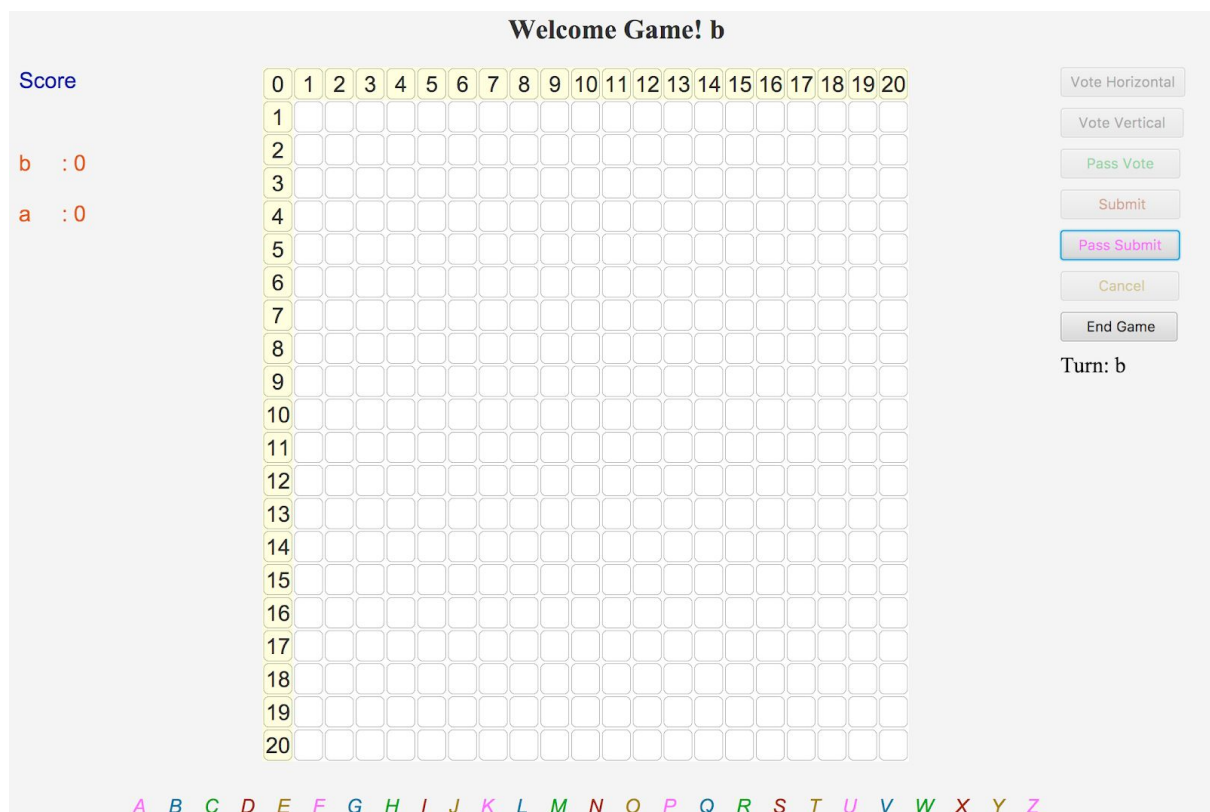 Welcome Game! b
Score
b : 0
a : 0
0 1 2 3 4 5 6 7 8 9 10 11 12 13 14 15 16 17 18 19 20
1
2
3
4
5
6
7
8
9
10
11
12
13
14
15
16
17
18
19
20
Vote Horizontal
Vote Vertical
Pass Vote
Submit
Pass Submit
Cancel
End Game
Turn: b
A B C D E F G H I J K L M N O P Q R S T U V W X Y Z